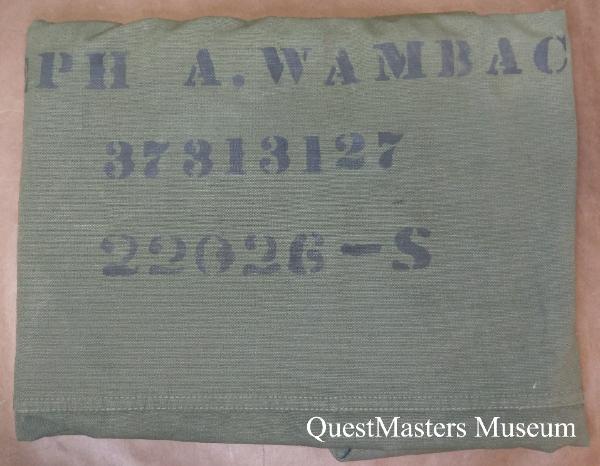 PH A. WAMBAC
37313127
22026-S
QuestMasters Museum